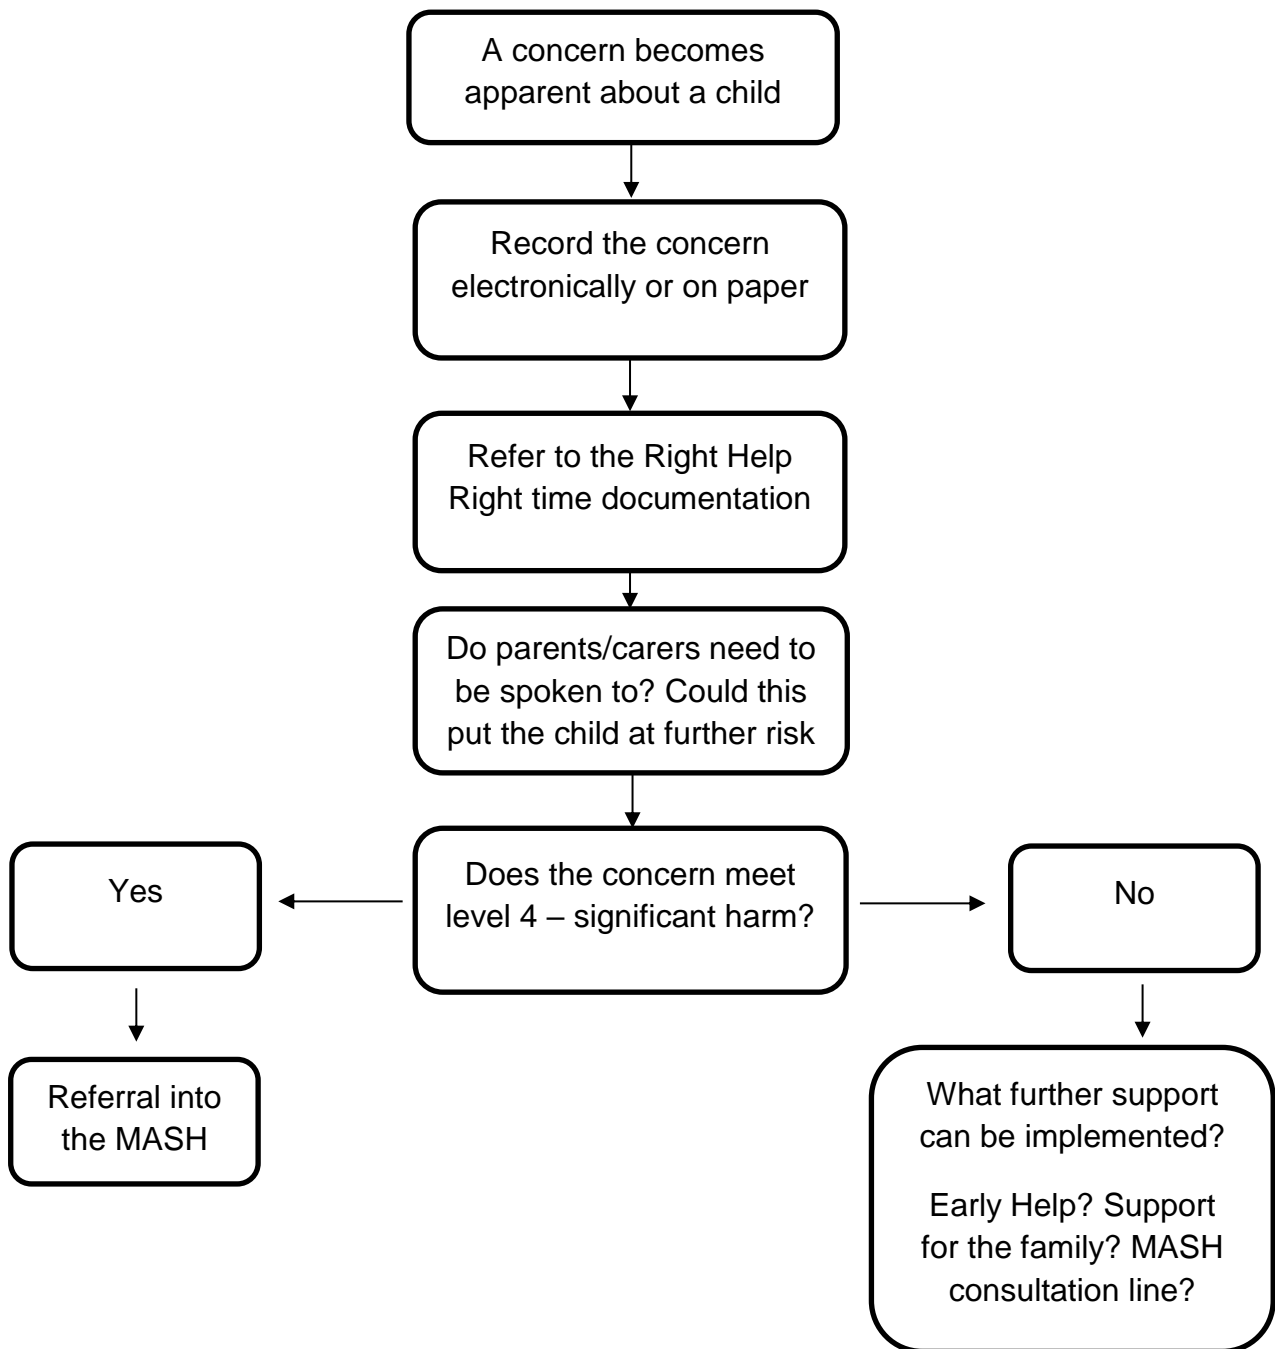 A concern becomes
apparent about a child
Record the concern
electronically or on paper
Refer to the Right Help
Right time documentation
Do parents/carers need to
be spoken to? Could this
put the child at further risk
Does the concern meet
level 4 – significant harm?
Yes
No
Referral into
the MASH
What further support
can be implemented?
Early Help? Support
for the family? MASH
consultation line?